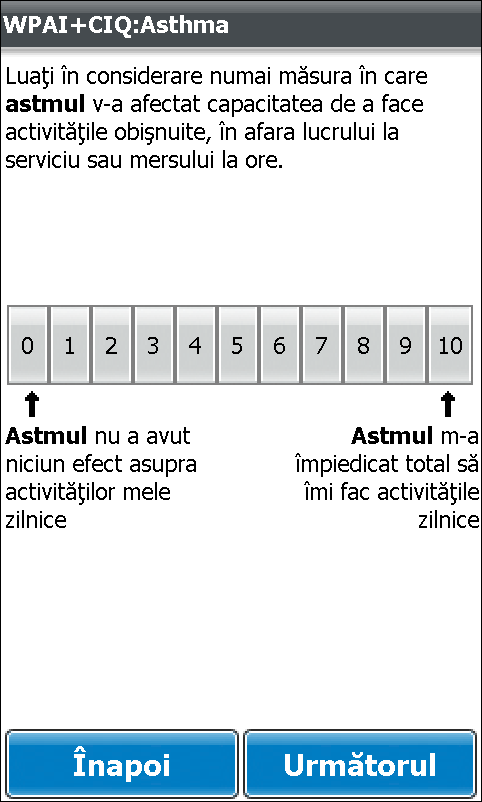 WPAI+CIQ:Asthma
Luaţi în considerare numai măsura în care
astmul v-a afectat capacitatea de a face
activităţile obişnuite, în afara lucrului la
serviciu sau mersului la ore.
0 1 2 3 4 5 6 7 8 9 10
Astmul nu a avut
niciun efect asupra
activităţilor mele
zilnice
Astmul m-a
împiedicat total să
îmi fac activităţile
zilnice
Înapoi
Următorul